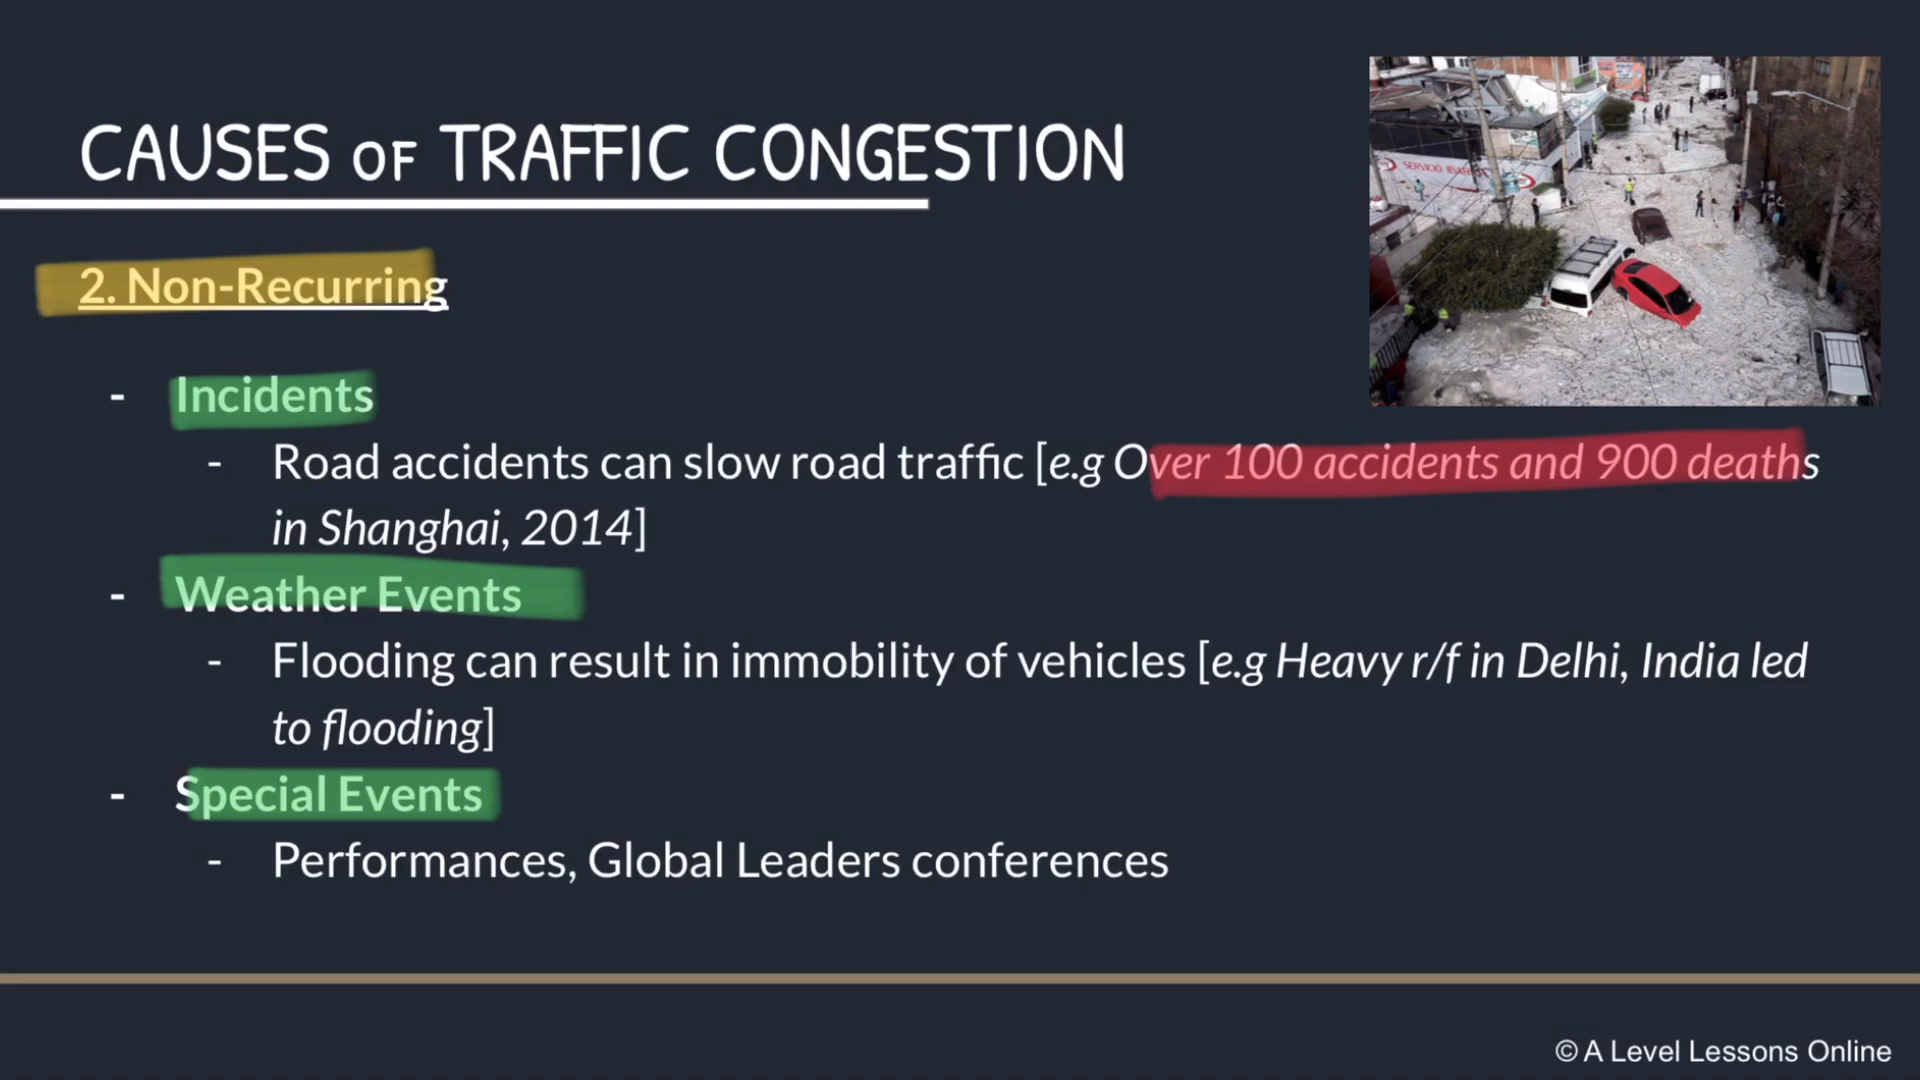 CAUSES OF TRAFFIC CONGESTION
SERVICIO IBAR
2. Non-Recurring
- Incidents
- Road accidents can slow road traffic [e.g Over 100 accidents and 900 deaths
in Shanghai, 2014]
- Weather Events
- Flooding can result in immobility of vehicles [e.g Heavy r/f in Delhi, India led
to flooding]
- Special Events
- Performances, Global Leaders conferences
© A Level Lessons Online